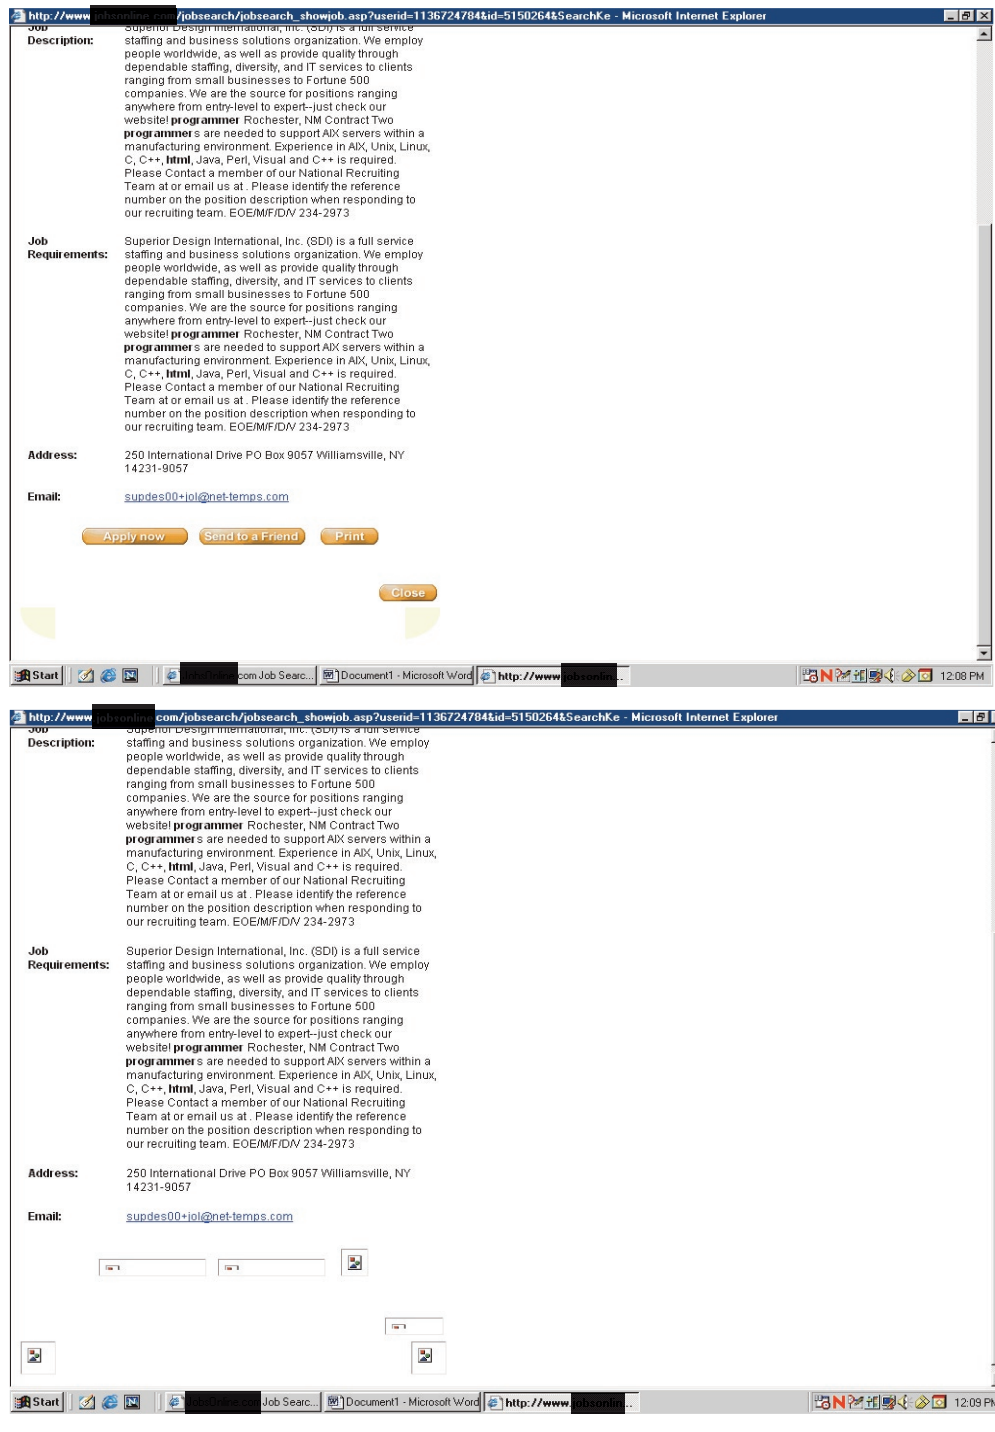 http://www.jobsonline.com/jobsearch/jobsearch_showjob.asp?userid=1136724784&id=5150264&SearchKe - Microsoft Internet Explorer
Job Superior Design International, Inc. (SDI) is a full service
Description: staffing and business solutions organization. We employ
people worldwide, as well as provide quality through
dependable staffing, diversity, and IT services to clients
ranging from small businesses to Fortune 500
companies. We are the source for positions ranging
anywhere from entry-level to expert--just check our
website! programmer Rochester, NM Contract Two
programmers are needed to support AIX servers within a
manufacturing environment. Experience in AIX, Unix, Linux,
C, C++, html, Java, Perl, Visual and C++ is required.
Please Contact a member of our National Recruiting
Team at or email us at . Please identify the reference
number on the position description when responding to
our recruiting team. EOE/M/F/D/V 234-2973
Job Superior Design International, Inc. (SDI) is a full service
Requirements: staffing and business solutions organization. We employ
people worldwide, as well as provide quality through
dependable staffing, diversity, and IT services to clients
ranging from small businesses to Fortune 500
companies. We are the source for positions ranging
anywhere from entry-level to expert--just check our
website! programmer Rochester, NM Contract Two
programmers are needed to support AIX servers within a
manufacturing environment. Experience in AIX, Unix, Linux,
C, C++, html, Java, Perl, Visual and C++ is required.
Please Contact a member of our National Recruiting
Team at or email us at . Please identify the reference
number on the position description when responding to
our recruiting team. EOE/M/F/D/V 234-2973
Address: 250 International Drive PO Box 9057 Williamsville, NY
14231-9057
Email: supdes00+jol@net-temps.com
Apply now Send to a Friend Print
Close
Start JobsOnline.com Job Searc... Document1 - Microsoft Word http://www.jobsonlin... 12:08 PM
http://www.jobsonline.com/jobsearch/jobsearch_showjob.asp?userid=1136724784&id=5150264&SearchKe - Microsoft Internet Explorer
Job Superior Design International, Inc. (SDI) is a full service
Description: staffing and business solutions organization. We employ
people worldwide, as well as provide quality through
dependable staffing, diversity, and IT services to clients
ranging from small businesses to Fortune 500
companies. We are the source for positions ranging
anywhere from entry-level to expert--just check our
website! programmer Rochester, NM Contract Two
programmers are needed to support AIX servers within a
manufacturing environment. Experience in AIX, Unix, Linux,
C, C++, html, Java, Perl, Visual and C++ is required.
Please Contact a member of our National Recruiting
Team at or email us at . Please identify the reference
number on the position description when responding to
our recruiting team. EOE/M/F/D/V 234-2973
Job Superior Design International, Inc. (SDI) is a full service
Requirements: staffing and business solutions organization. We employ
people worldwide, as well as provide quality through
dependable staffing, diversity, and IT services to clients
ranging from small businesses to Fortune 500
companies. We are the source for positions ranging
anywhere from entry-level to expert--just check our
website! programmer Rochester, NM Contract Two
programmers are needed to support AIX servers within a
manufacturing environment. Experience in AIX, Unix, Linux,
C, C++, html, Java, Perl, Visual and C++ is required.
Please Contact a member of our National Recruiting
Team at or email us at . Please identify the reference
number on the position description when responding to
our recruiting team. EOE/M/F/D/V 234-2973
Address: 250 International Drive PO Box 9057 Williamsville, NY
14231-9057
Email: supdes00+jol@net-temps.com
Start JobsOnline.com Job Searc... Document1 - Microsoft Word http://www.jobsonlin... 12:09 PM